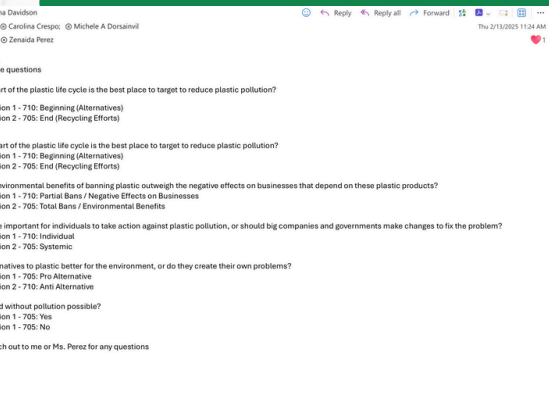 na Davidson
Reply Reply all Forward
Carolina Crespo; Michele A Dorsainvil
Thu 2/13/2025 11:24 AM
Zenaida Perez
1
e questions
rt of the plastic life cycle is the best place to target to reduce plastic pollution?
ion 1 - 710: Beginning (Alternatives)
ion 2 - 705: End (Recycling Efforts)
art of the plastic life cycle is the best place to target to reduce plastic pollution?
ion 1 - 710: Beginning (Alternatives)
ion 2 - 705: End (Recycling Efforts)
nvironmental benefits of banning plastic outweigh the negative effects on businesses that depend on these plastic products?
ion 1 - 710: Partial Bans / Negative Effects on Businesses
ion 2 - 705: Total Bans / Environmental Benefits
e important for individuals to take action against plastic pollution, or should big companies and governments make changes to fix the problem?
ion 1 - 710: Individual
ion 2 - 705: Systemic
natives to plastic better for the environment, or do they create their own problems?
ion 1 - 705: Pro Alternative
ion 2 - 710: Anti Alternative
d without pollution possible?
ion 1 - 705: Yes
ion 1 - 705: No
ch out to me or Ms. Perez for any questions